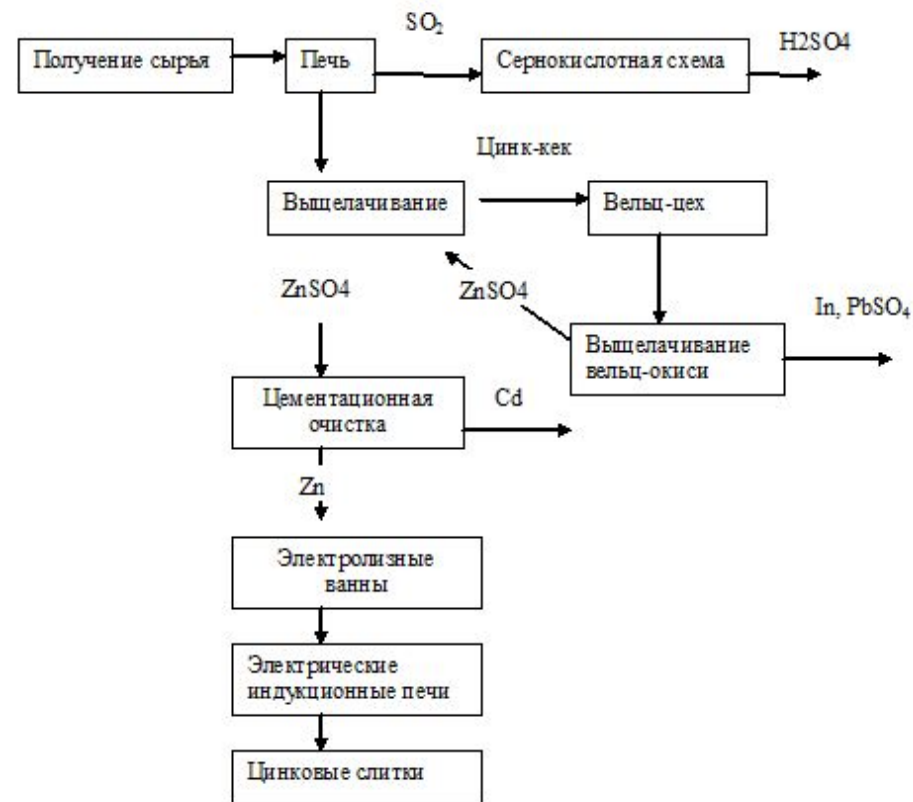 SO₂
H2SO4
Получение сырья
Печь
Сернокислотная схема
Цинк-кек
Выщелачивание
Вельц-цех
ZnSO4
ZnSO4
In, PbSO₄
Выщелачивание
вельц-окиси
Цементационная
очистка
Cd
Zn
Электролизные
ванны
Электрические
индукционные печи
Цинковые слитки